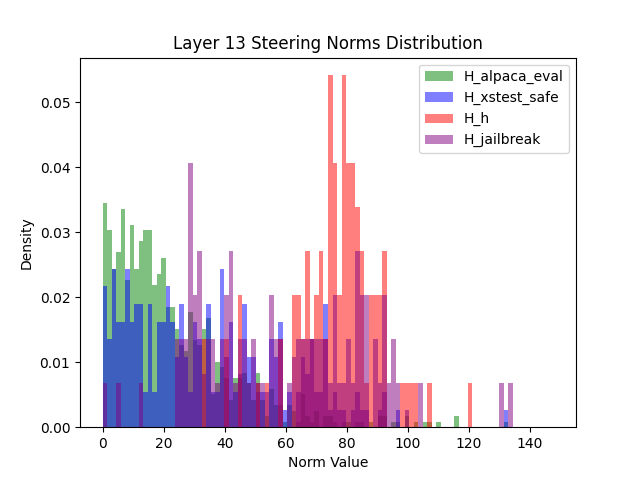 Layer 13 Steering Norms Distribution
H_alpaca_eval
H_xstest_safe
H_h
H_jailbreak
0.05
0.04
0.03
0.02
0.01
0.00
Density
0 20 40 60 80 100 120 140
Norm Value